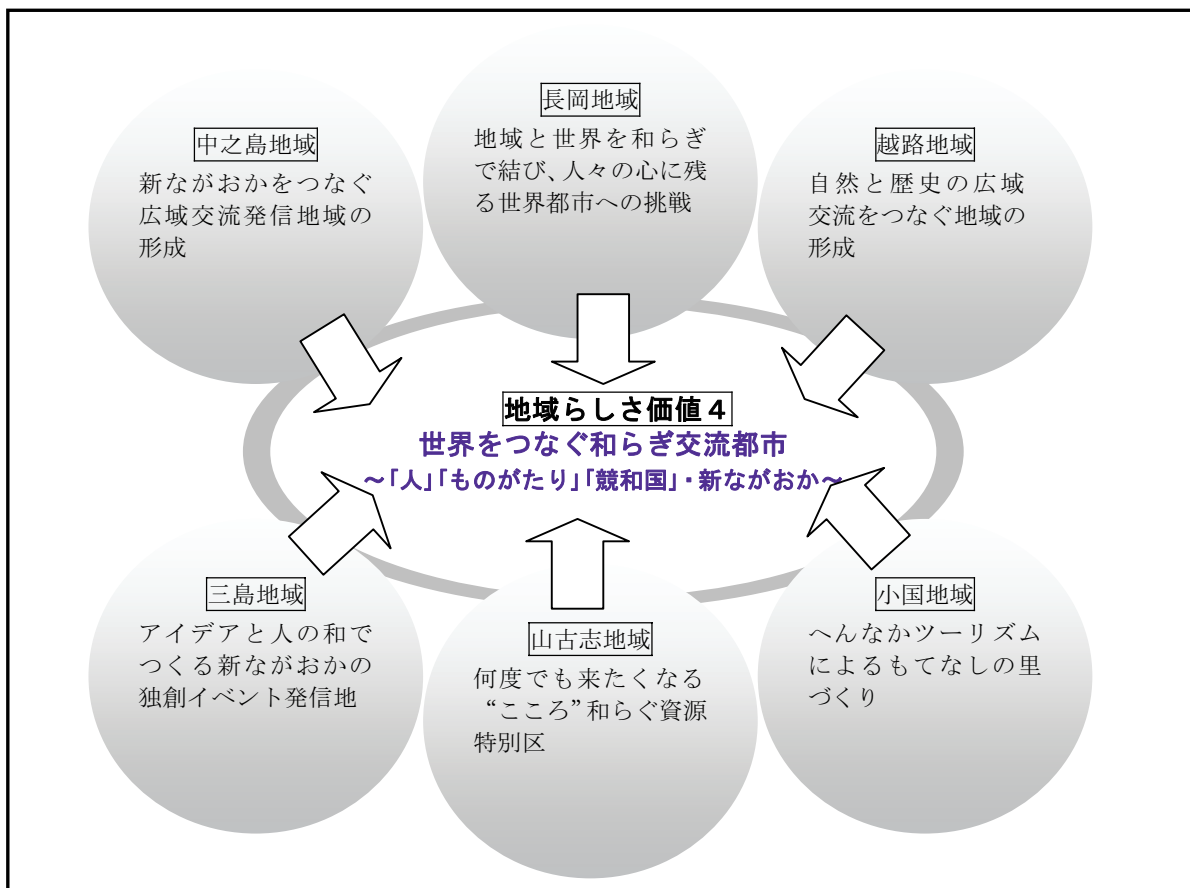 長岡地域
地域と世界を和らぎ
で結び、人々の心に残
る世界都市への挑戦
中之島地域
新ながおかをつなぐ
広域交流発信地域の
形成
越路地域
自然と歴史の広域
交流をつなぐ地域の
形成
地域らしさ価値４
世界をつなぐ和らぎ交流都市
～「人」「ものがたり」「競和国」・新ながおか～
三島地域
アイデアと人の和で
つくる新ながおかの
独創イベント発信地
山古志地域
何度でも来たくなる
“こころ”和らぐ資源
特別区
小国地域
へんなかツーリズム
によるもてなしの里
づくり